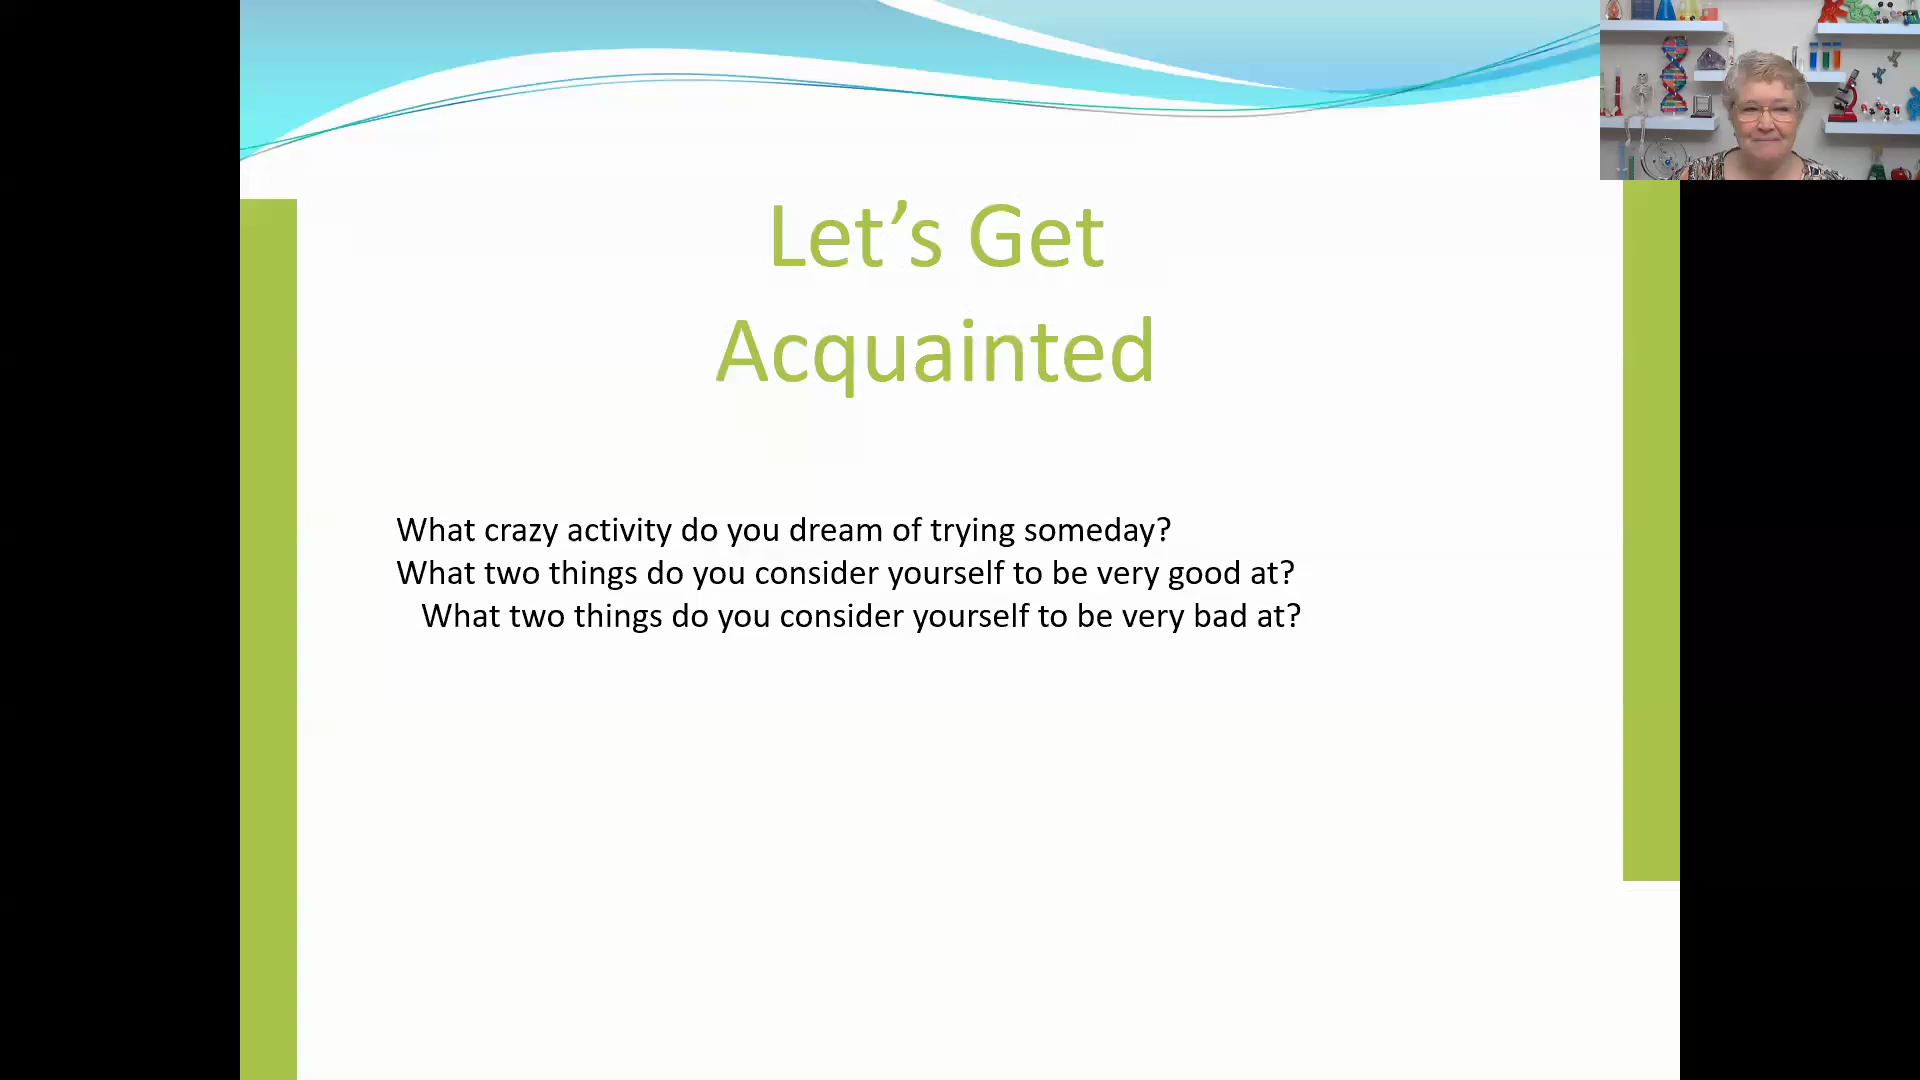 Let’s Get
Acquainted
What crazy activity do you dream of trying someday?
What two things do you consider yourself to be very good at?
What two things do you consider yourself to be very bad at?